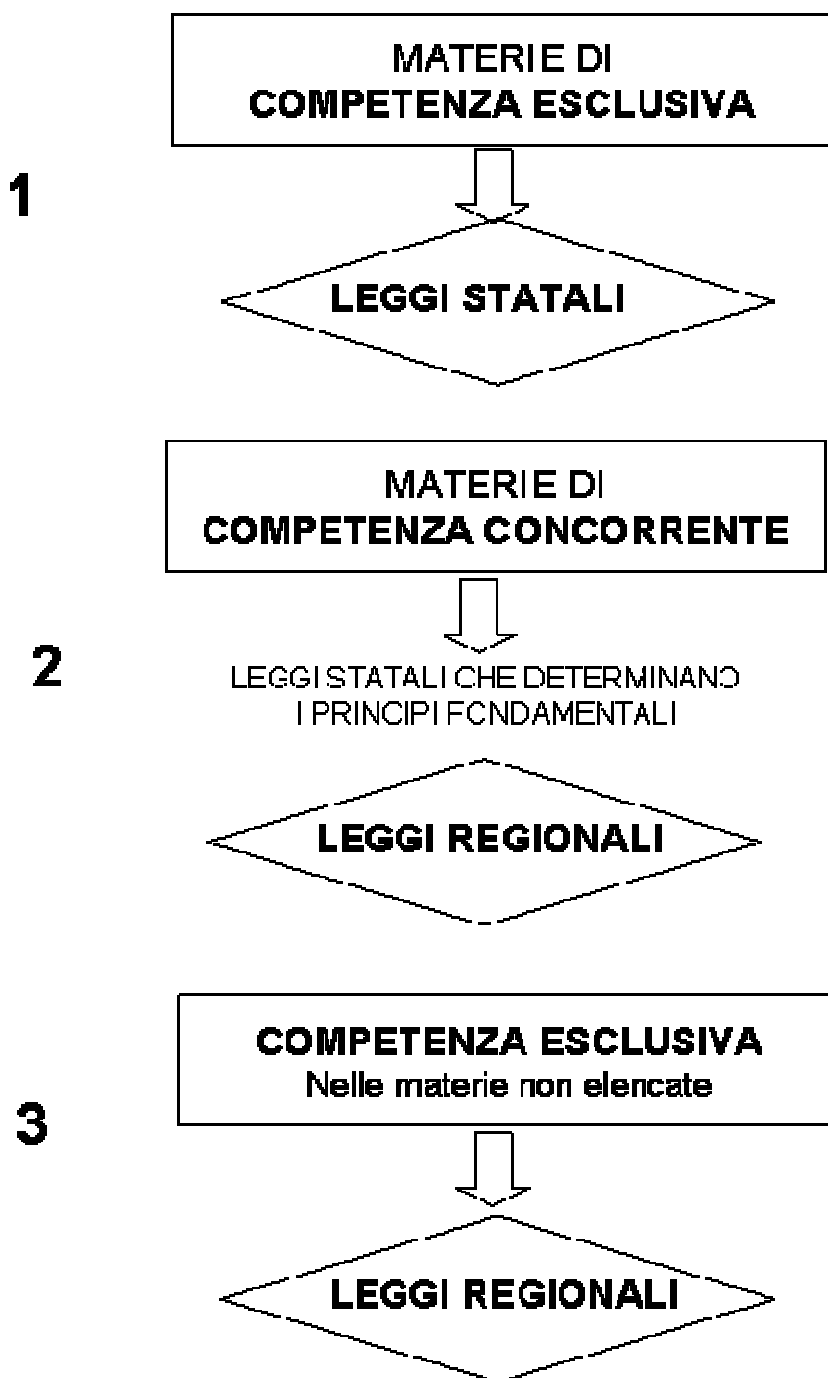 MATERIE DI
COMPETENZA ESCLUSIVA
1
LEGGI STATALI
MATERIE DI
COMPETENZA CONCORRENTE
2
LEGGI STATALI CHE DETERMINANO
I PRINCIPI FONDAMENTALI
LEGGI REGIONALI
COMPETENZA ESCLUSIVA
Nelle materie non elencate
3
LEGGI REGIONALI